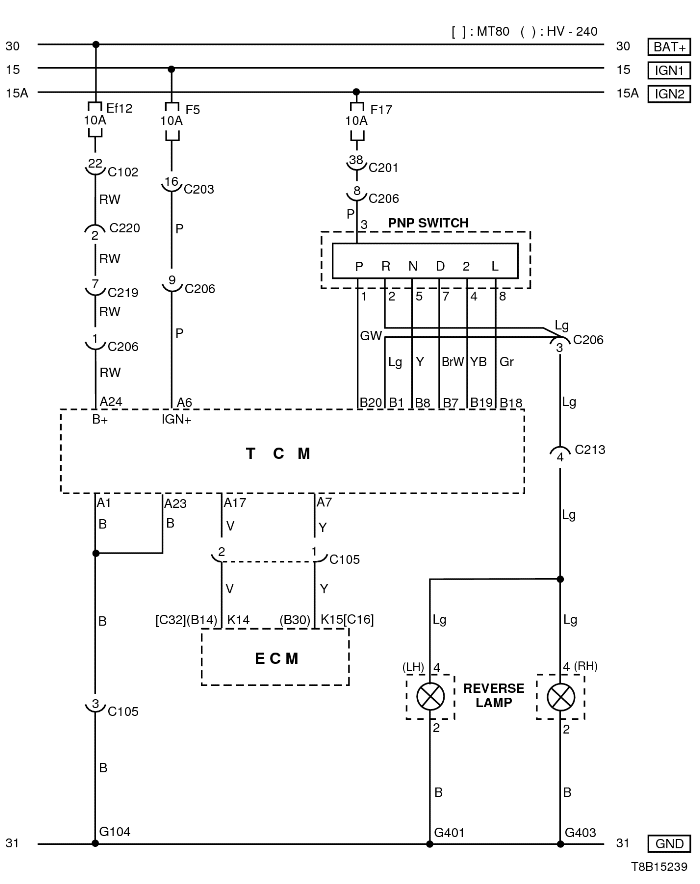 [ ] : MT80 ( ) : HV - 240
30 30 BAT+
15 15 IGN1
15A 15A IGN2
Ef12 F5 F17
10A 10A 10A
22 C102 38 C201
16 C203
RW 8 C206
P
C220 P 3 PNP SWITCH
2
RW P R N D 2 L
7 C219 9 C206 1 2 5 7 4 8
RW Lg
1 P GW 3 C206
C206 Lg Y BrW YB Gr
RW
A24 A6 B20 B1 B8 B7 B19 B18 Lg
B+ IGN+
T C M C213
4
A1 A23 A17 A7
B B V Y Lg
2 1 C105
V Y
B [C32](B14) K14 (B30) K15[C16] Lg Lg
E C M (LH) 4 4 (RH)
REVERSE
LAMP
3 C105
2 2
B B B
G104 G401 G403
31 31 GND
T8B15239